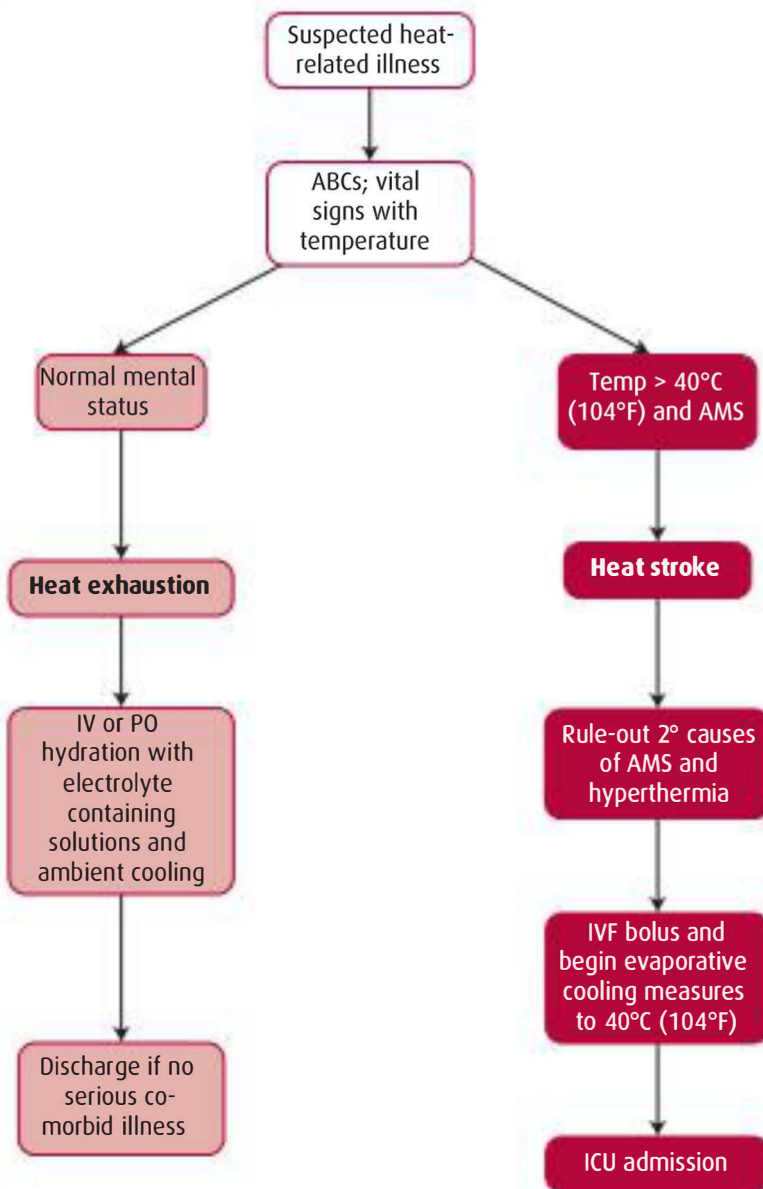 Suspected heat-
related illness
ABCs; vital
signs with
temperature
Normal mental
status
Temp > 40°C
(104°F) and AMS
Heat exhaustion
Heat stroke
IV or PO
hydration with
electrolyte
containing
solutions and
ambient cooling
Rule-out 2° causes
of AMS and
hyperthermia
IVF bolus and
begin evaporative
cooling measures
to 40°C (104°F)
Discharge if no
serious co-
morbid illness
ICU admission